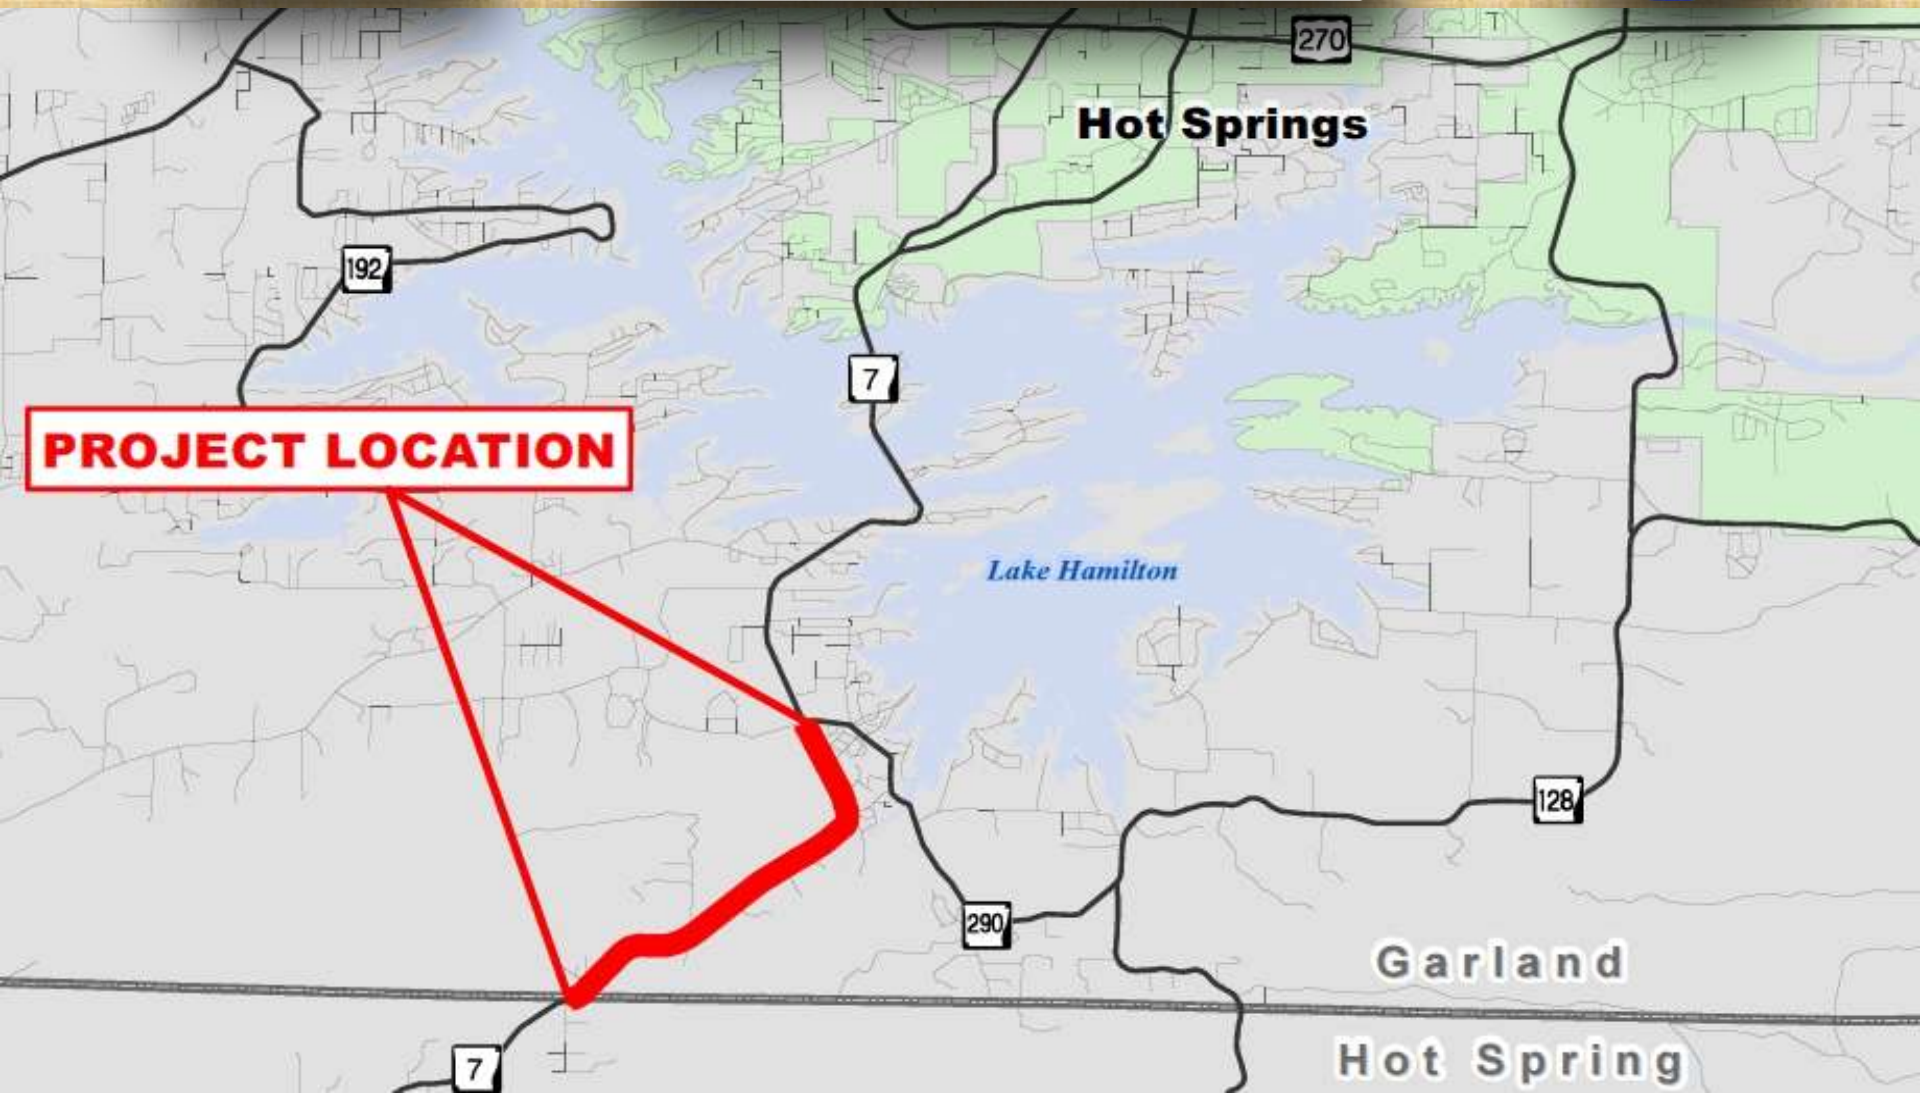 270
Hot Springs
192
7
PROJECT LOCATION
Lake Hamilton
128
290
Garland
Hot Spring
7